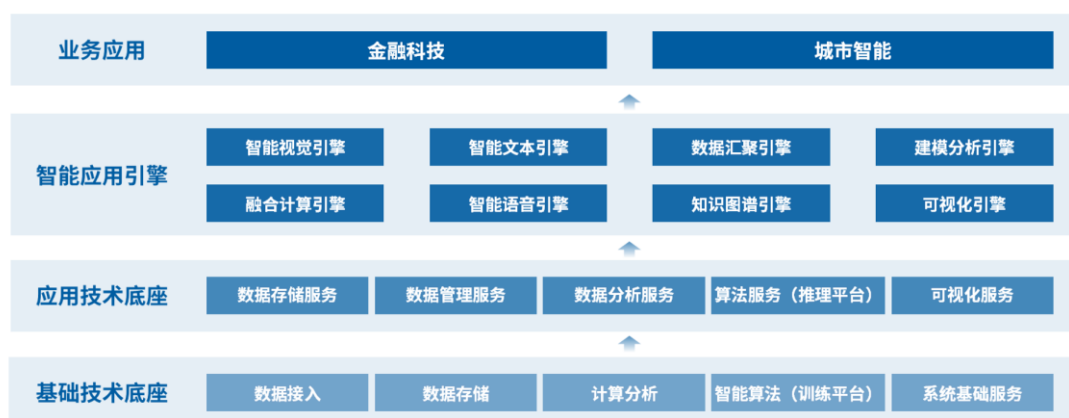 业务应用
金融科技
城市智能
智能应用引擎
智能视觉引擎
智能文本引擎
数据汇聚引擎
建模分析引擎
融合计算引擎
智能语音引擎
知识图谱引擎
可视化引擎
应用技术底座
数据存储服务
数据管理服务
数据分析服务
算法服务（推理平台）
可视化服务
基础技术底座
数据接入
数据存储
计算分析
智能算法（训练平台）
系统基础服务